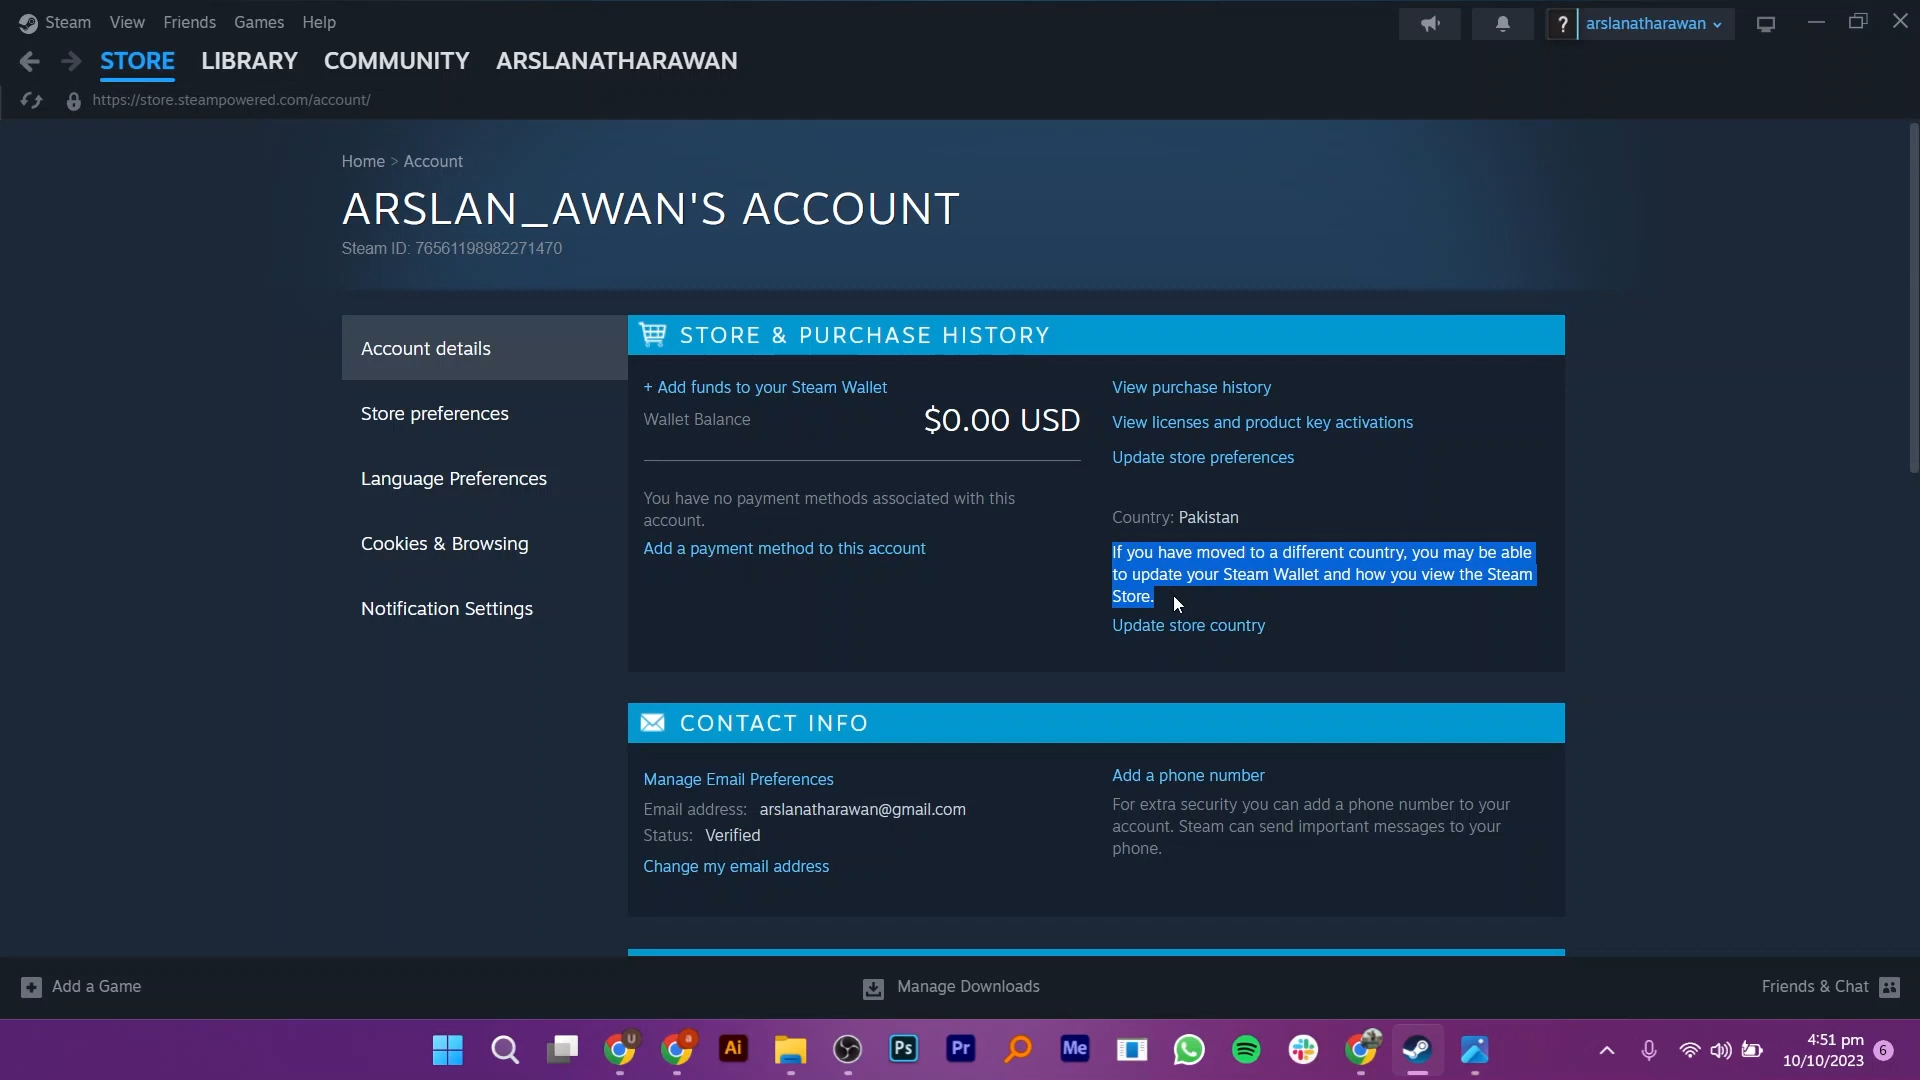 Steam View Friends Games Help
? arslanatharawan
STORE LIBRARY COMMUNITY ARSLANATHARAWAN
https://store.steampowered.com/account/
Home > Account
ARSLAN_AWAN'S ACCOUNT
Steam ID: 76561198982271470
Account details
Store preferences
Language Preferences
Cookies & Browsing
Notification Settings
STORE & PURCHASE HISTORY
+ Add funds to your Steam Wallet
Wallet Balance $0.00 USD
You have no payment methods associated with this
account.
Add a payment method to this account
View purchase history
View licenses and product key activations
Update store preferences
Country: Pakistan
If you have moved to a different country, you may be able
to update your Steam Wallet and how you view the Steam
Store.
Update store country
CONTACT INFO
Manage Email Preferences
Email address: arslanatharawan@gmail.com
Status: Verified
Change my email address
Add a phone number
For extra security you can add a phone number to your
account. Steam can send important messages to your
phone.
Add a Game
Manage Downloads
Friends & Chat
U a Ai Ps Pr Me
4:51 pm
10/10/2023
6